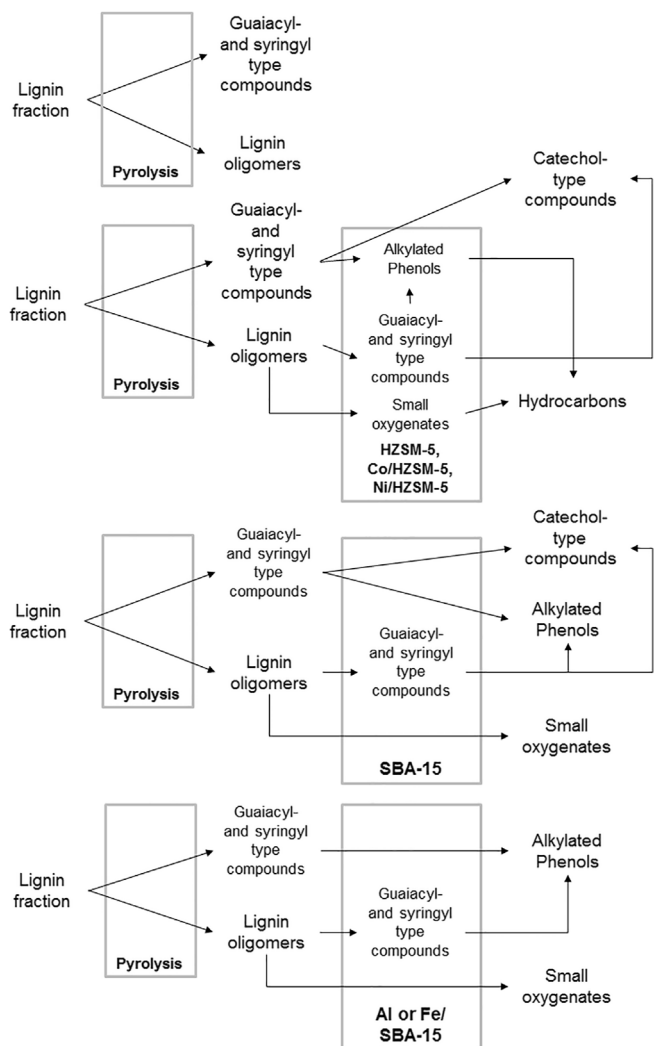 Lignin
fraction
Guaiacyl-
and syringyl
type
compounds
Lignin
oligomers
Pyrolysis
Lignin
fraction
Guaiacyl-
and
syringyl
type
compounds
Lignin
oligomers
Pyrolysis
Alkylated
Phenols
Guaiacyl-
and syringyl
type
compounds
Small
oxygenates
HZSM-5,
Co/HZSM-5,
Ni/HZSM-5
Catechol-
type
compounds
Hydrocarbons
Lignin
fraction
Guaiacyl-
and syringyl
type
compounds
Lignin
oligomers
Pyrolysis
Guaiacyl-
and syringyl
type
compounds
SBA-15
Catechol-
type
compounds
Alkylated
Phenols
Small
oxygenates
Lignin
fraction
Guaiacyl-
and syringyl
type
compounds
Lignin
oligomers
Pyrolysis
Guaiacyl-
and syringyl
type
compounds
Al or Fe/
SBA-15
Alkylated
Phenols
Small
oxygenates